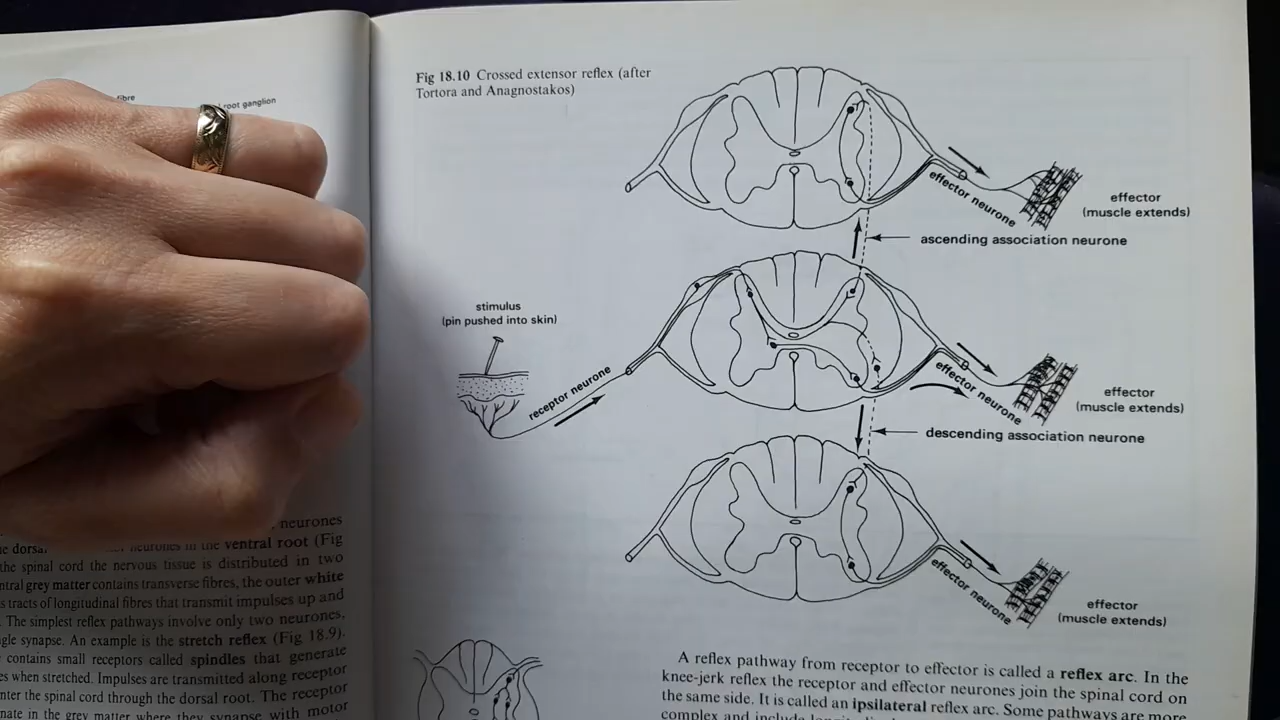 fibre
root ganglion
neurones
neurones in the ventral root (Fig
the spinal cord the nervous tissue is distributed in two
grey matter contains transverse fibres, the outer white
s tracts of longitudinal fibres that transmit impulses up and
. The simplest reflex pathways involve only two neurones,
single synapse. An example is the stretch reflex (Fig 18.9).
contains small receptors called spindles that generate
es when stretched. Impulses are transmitted along receptor
enter the spinal cord through the dorsal root. The receptor
in the grey matter where they synapse with motor
Fig 18.10 Crossed extensor reflex (after
Tortora and Anagnostakos)
effector neurone
effector
(muscle extends)
ascending association neurone
stimulus
(pin pushed into skin)
receptor neurone
effector neurone
effector
(muscle extends)
descending association neurone
effector neurone
effector
(muscle extends)
A reflex pathway from receptor to effector is called a reflex arc. In the
knee-jerk reflex the receptor and effector neurones join the spinal cord on
the same side. It is called an ipsilateral reflex arc. Some pathways are more
complex and include